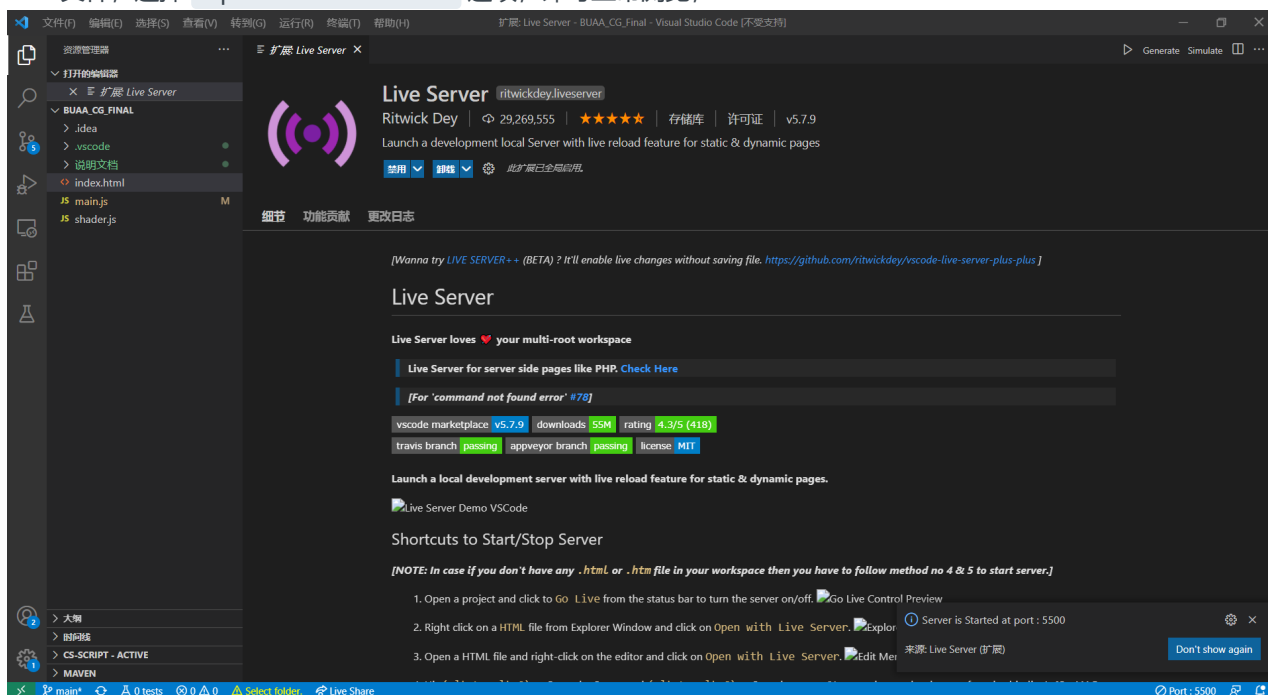 文件(F) 编辑(E) 选择(S) 查看(V) 转到(G) 运行(R) 终端(T) 帮助(H) 扩展: Live Server - BUAA_CG_Final - Visual Studio Code [不受支持]
资源管理器 ···
扩展: Live Server ×
Generate Simulate ···
打开的编辑器
× 扩展: Live Server
BUAA_CG_FINAL
> .idea
> .vscode
> 说明文档
<> index.html
JS main.js M
JS shader.js
5
2
1
> 大纲
> 时间线
> CS-SCRIPT - ACTIVE
> MAVEN
Live Server ritwickdey.liveserver
Ritwick Dey | 29,269,555 | ★★★★★ | 存储库 | 许可证 | v5.7.9
Launch a development local Server with live reload feature for static & dynamic pages
禁用 卸载 此扩展已全局启用。
细节 功能贡献 更改日志
[Wanna try LIVE SERVER++ (BETA) ? It'll enable live changes without saving file. https://github.com/ritwickdey/vscode-live-server-plus-plus ]
Live Server
Live Server loves ❤ your multi-root workspace
Live Server for server side pages like PHP. Check Here
[For 'command not found error' #78]
vscode marketplace v5.7.9 downloads 55M rating 4.3/5 (418)
travis branch passing appveyor branch passing license MIT
Launch a local development server with live reload feature for static & dynamic pages.
Live Server Demo VSCode
Shortcuts to Start/Stop Server
[NOTE: In case if you don't have any .html or .htm file in your workspace then you have to follow method no 4 & 5 to start server.]
1. Open a project and click to Go Live from the status bar to turn the server on/off. Go Live Control Preview
2. Right click on a HTML file from Explorer Window and click on Open with Live Server. Explor
3. Open a HTML file and right-click on the editor and click on Open with Live Server. Edit Mer
Server is Started at port : 5500
来源: Live Server (扩展) Don't show again
main* 0 tests 0 0 0 Select folder. Live Share Port : 5500